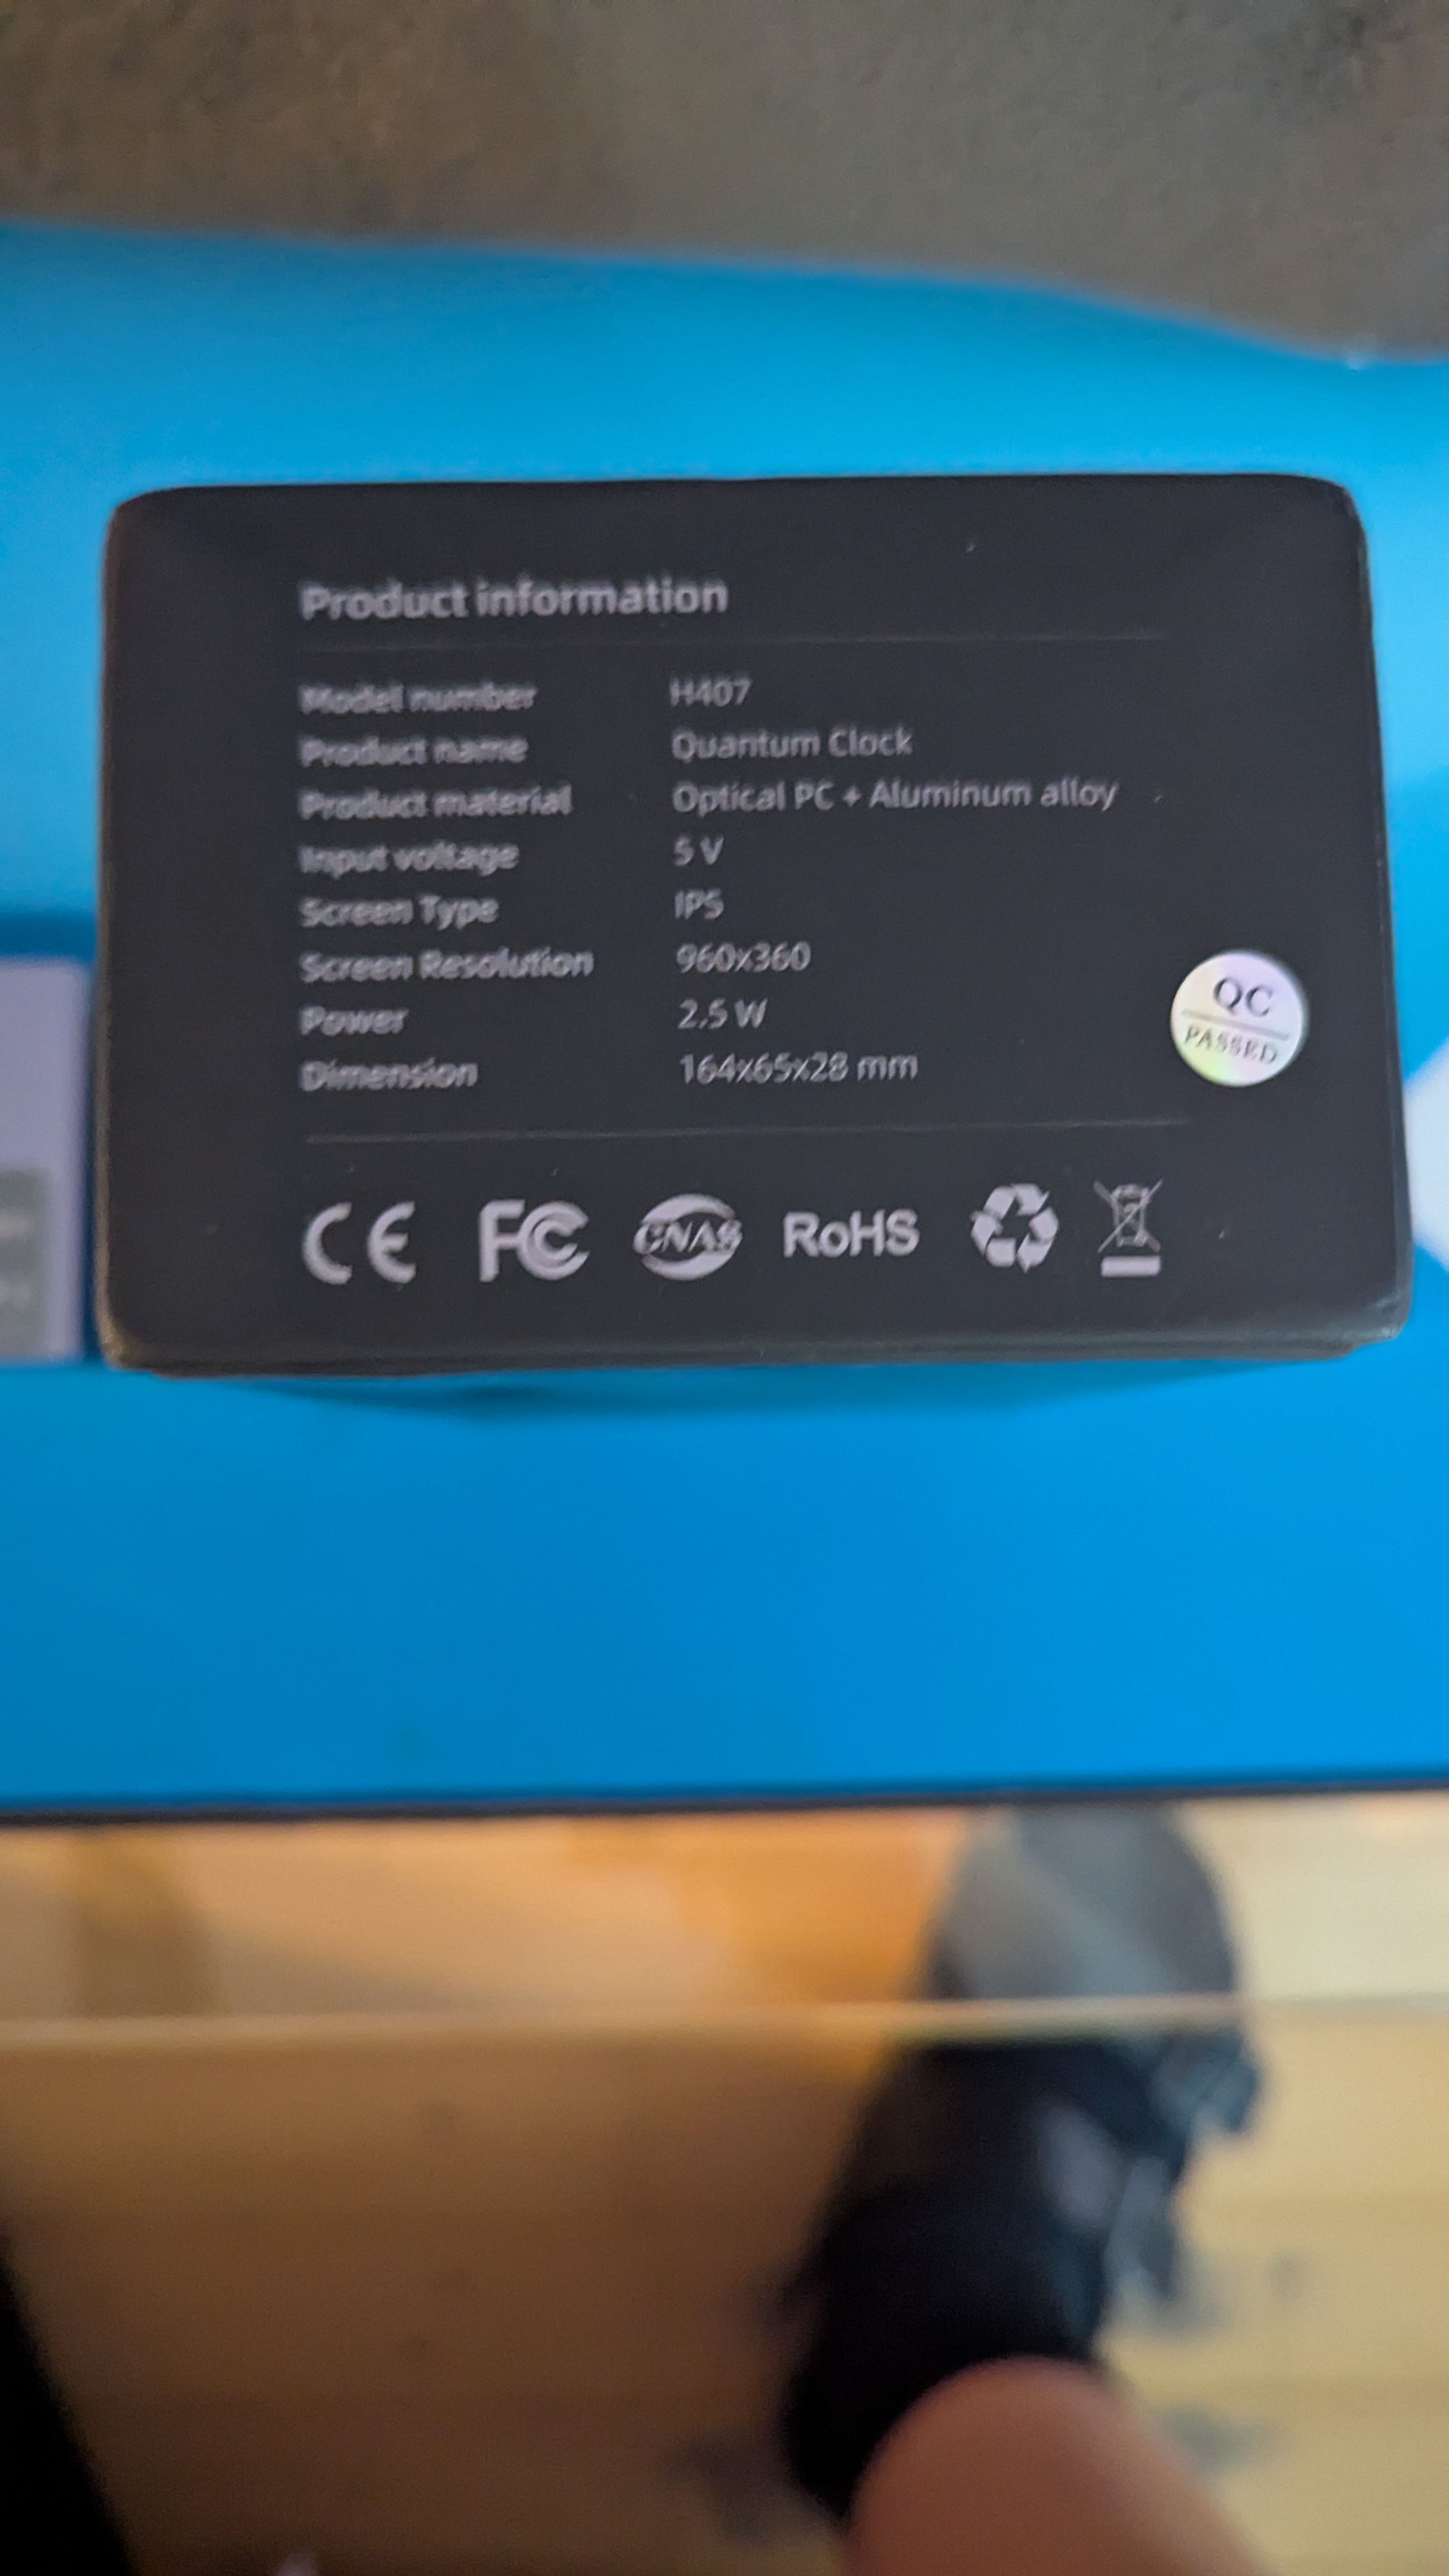 Product information
Model number H407
Product name Quantum Clock
Product material Optical PC + Aluminum alloy
Input voltage 5 V
Screen Type IPS
Screen Resolution 960x360
Power 2.5 W
Dimension 164x65x28 mm
QC
PASSED
CE FC CNAS RoHS